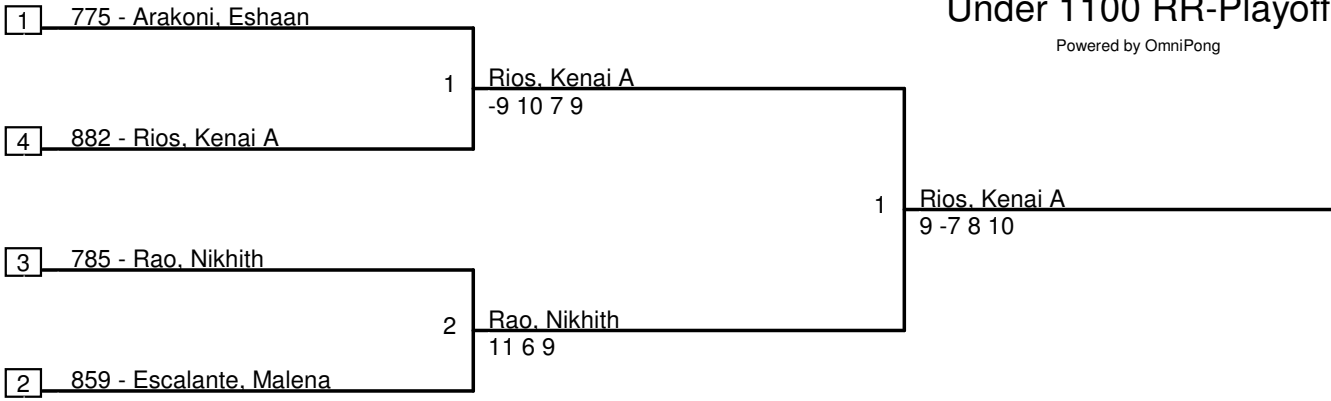 Under 1100 RR-Playoff
Powered by OmniPong
1 775 - Arakoni, Eshaan
1 Rios, Kenai A
-9 10 7 9
4 882 - Rios, Kenai A
1 Rios, Kenai A
9 -7 8 10
3 785 - Rao, Nikhith
2 Rao, Nikhith
11 6 9
2 859 - Escalante, Malena